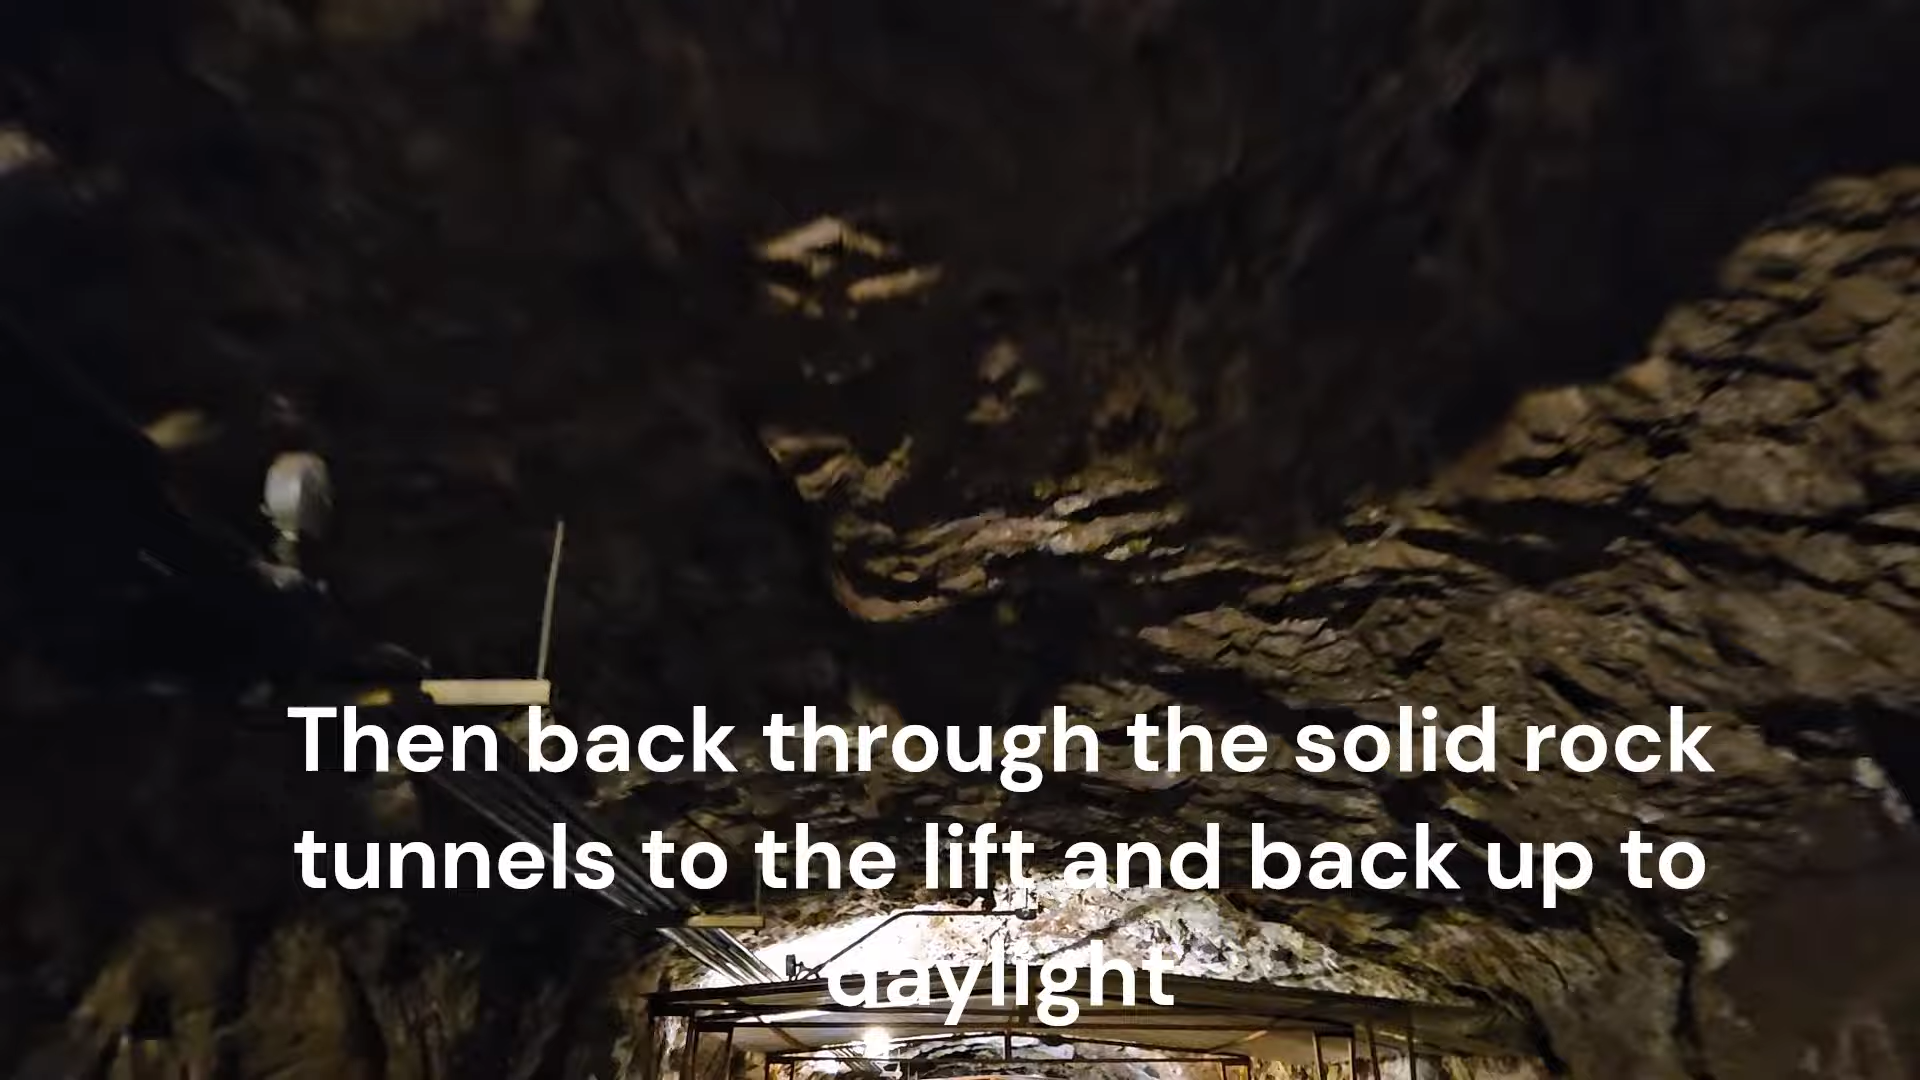 Then back through the solid rock
tunnels to the lift and back up to
daylight